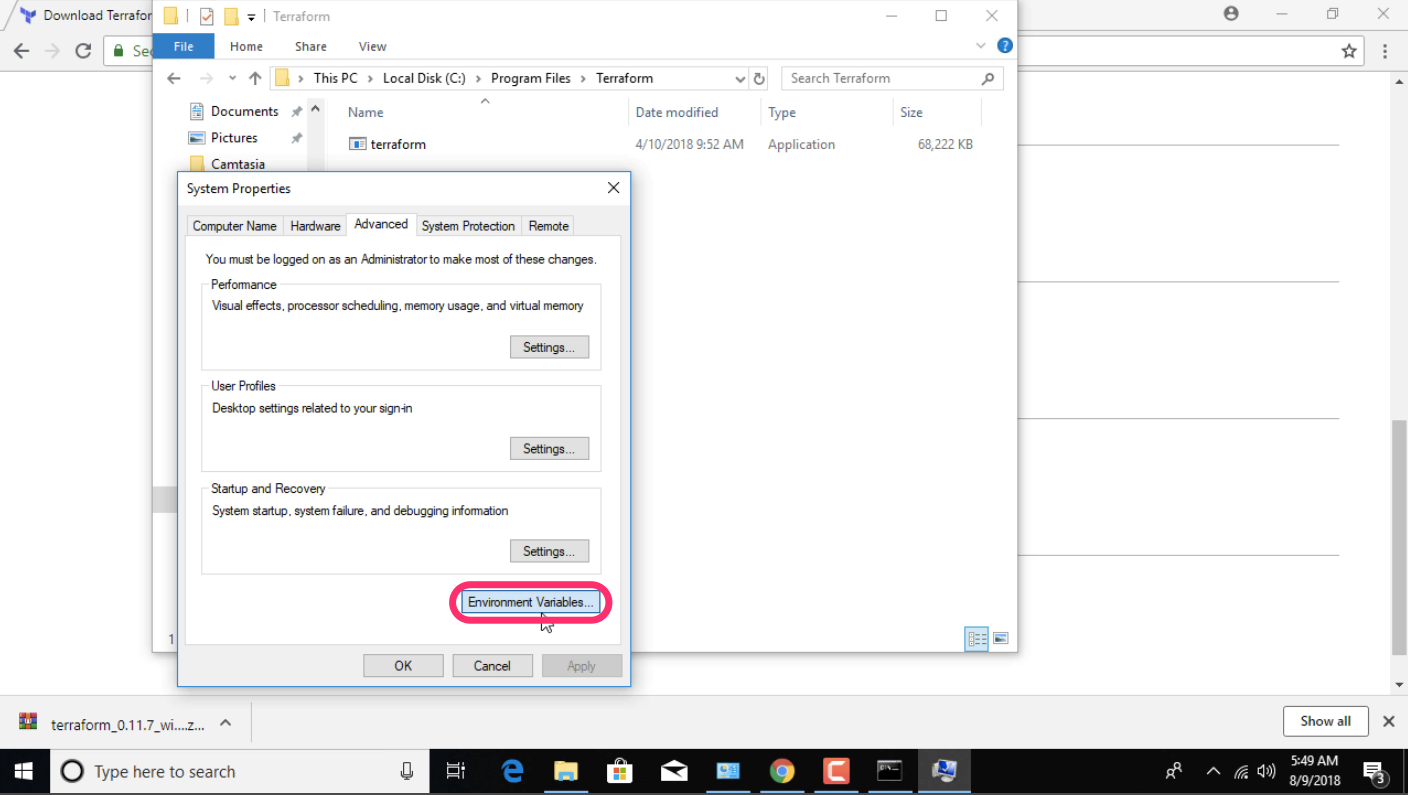 Download Terrafor
Terraform
Sec
File Home Share View
This PC > Local Disk (C:) > Program Files > Terraform
Search Terraform
Documents
Pictures
Camtasia
Name Date modified Type Size
terraform 4/10/2018 9:52 AM Application 68,222 KB
System Properties
Computer Name Hardware Advanced System Protection Remote
You must be logged on as an Administrator to make most of these changes.
Performance
Visual effects, processor scheduling, memory usage, and virtual memory
Settings...
User Profiles
Desktop settings related to your sign-in
Settings...
Startup and Recovery
System startup, system failure, and debugging information
Settings...
Environment Variables...
1
OK Cancel Apply
terraform_0.11.7_wi....z...
Show all
Type here to search
5:49 AM
8/9/2018
3